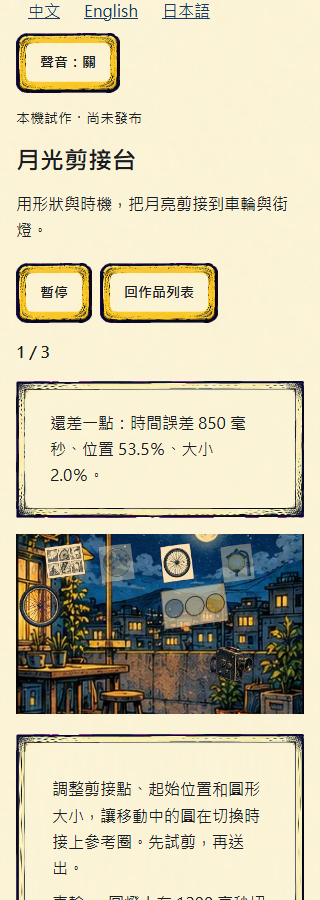 中文 English 日本語
聲音：關
本機試作・尚未發布
月光剪接台
用形狀與時機，把月亮剪接到車輪與街
燈。
暫停 回作品列表
1 / 3
還差一點：時間誤差 850 毫
秒、位置 53.5%、大小
2.0%。
調整剪接點、起始位置和圓形
大小，讓移動中的圓在切換時
接上參考圈。先試剪，再送
出。